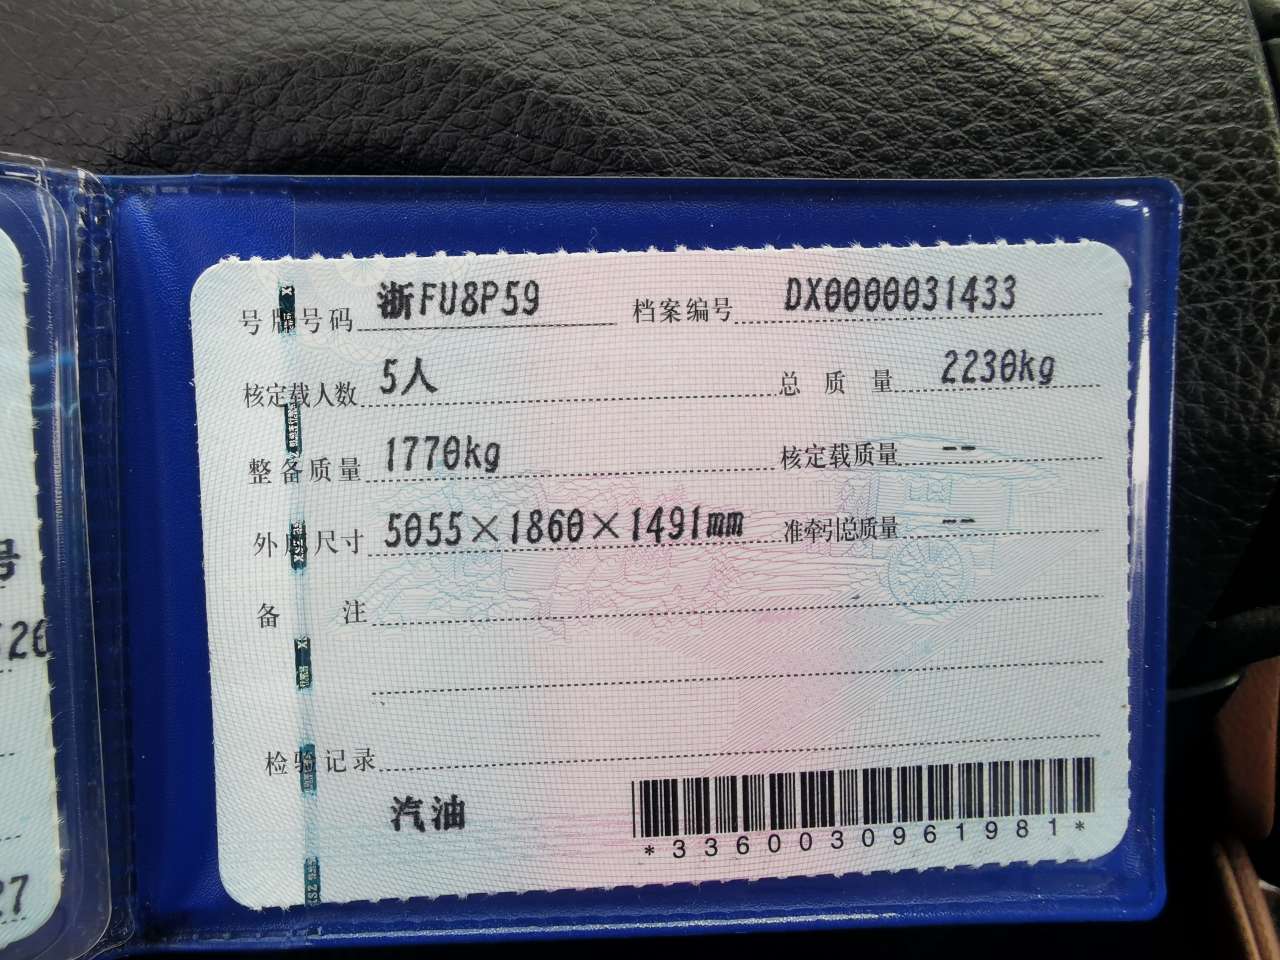 号牌号码 浙FU8P59 档案编号 DX0000031433
核定载人数 5人 总质量 2230kg
整备质量 1770kg 核定载质量 --
外廓尺寸 5055×1860×1491mm 准牵引总质量 --
备注
检验记录
汽油
*3360030961981*
号
27